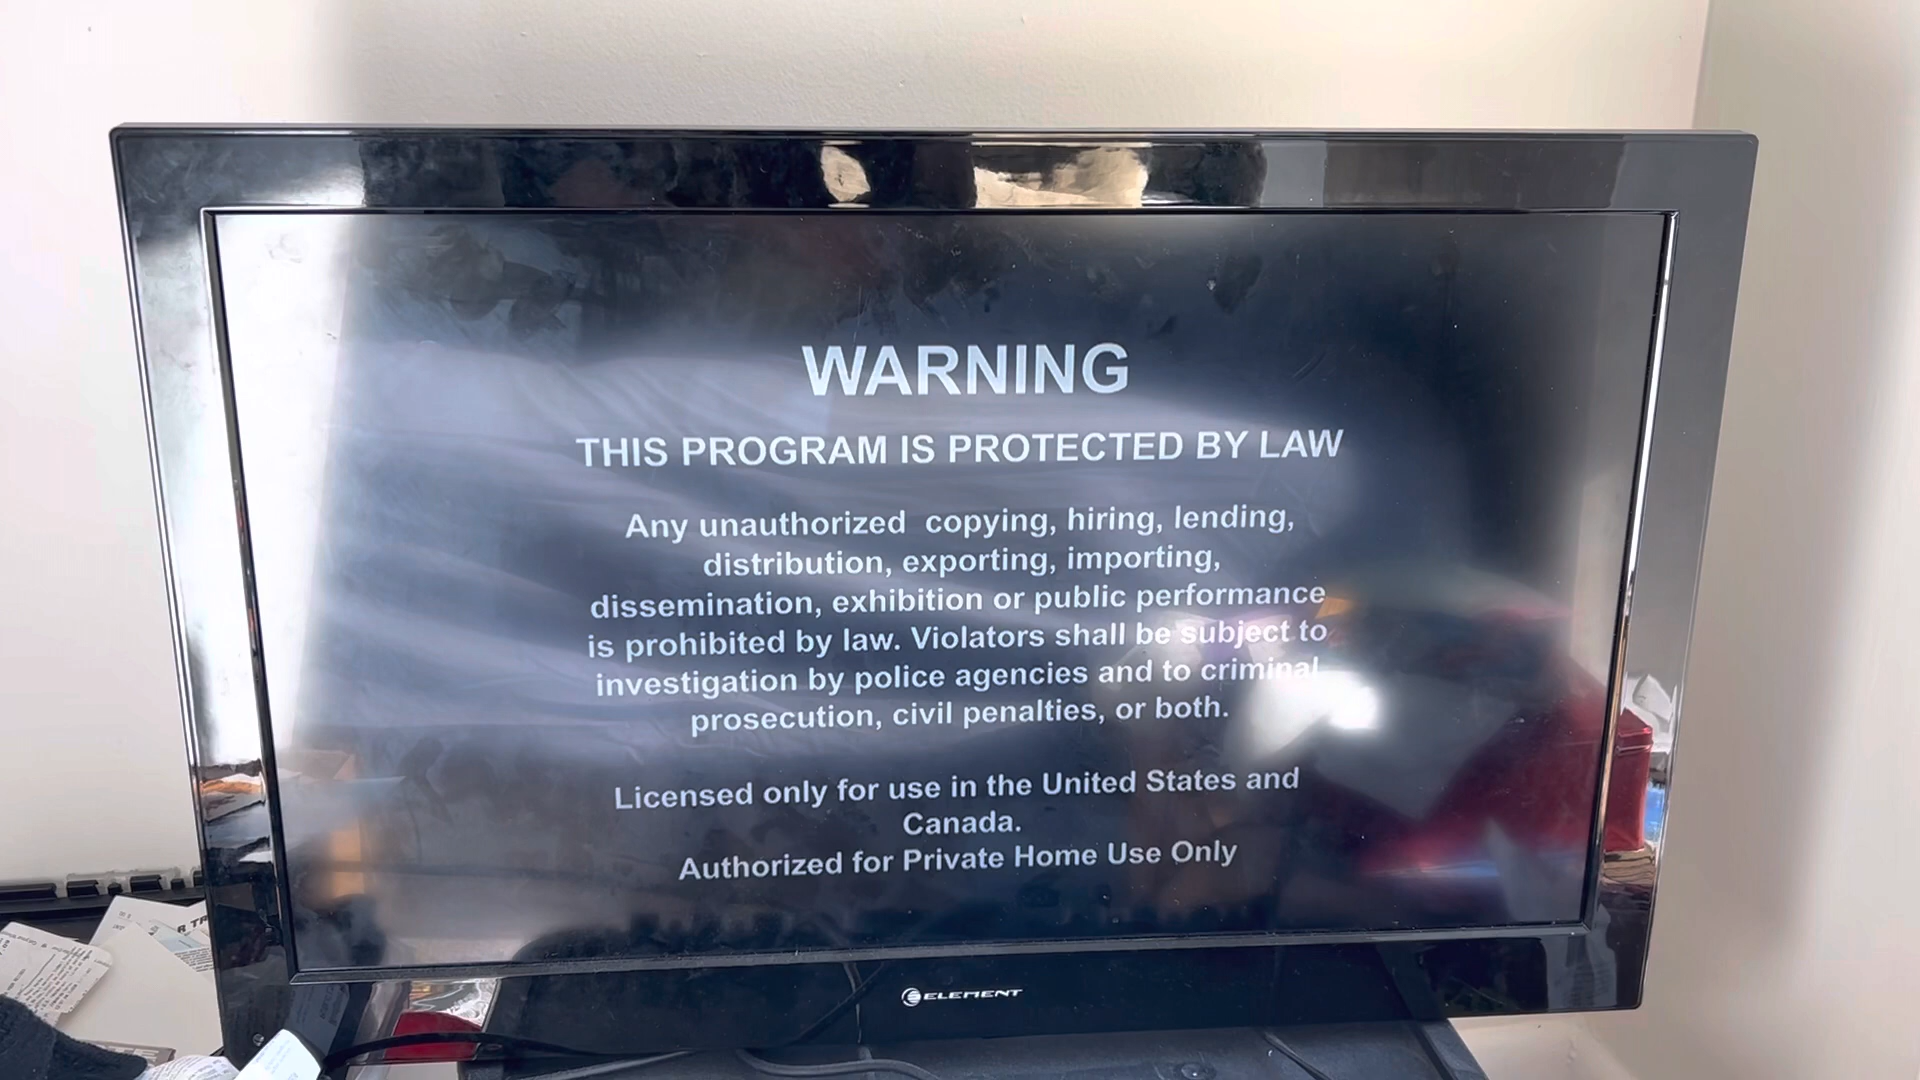 WARNING
THIS PROGRAM IS PROTECTED BY LAW
Any unauthorized copying, hiring, lending,
distribution, exporting, importing,
dissemination, exhibition or public performance
is prohibited by law. Violators shall be subject to
investigation by police agencies and to criminal
prosecution, civil penalties, or both.
Licensed only for use in the United States and
Canada.
Authorized for Private Home Use Only
ELEMENT